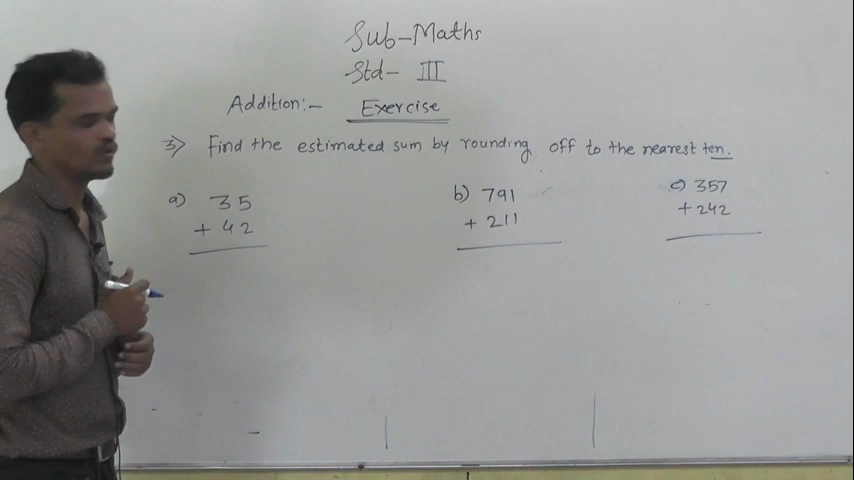 Sub-Maths
Std- III
Addition:- Exercise
3> Find the estimated sum by rounding off to the nearest ten.
a) 35
+ 42
b) 791
+ 211
c) 357
+ 242